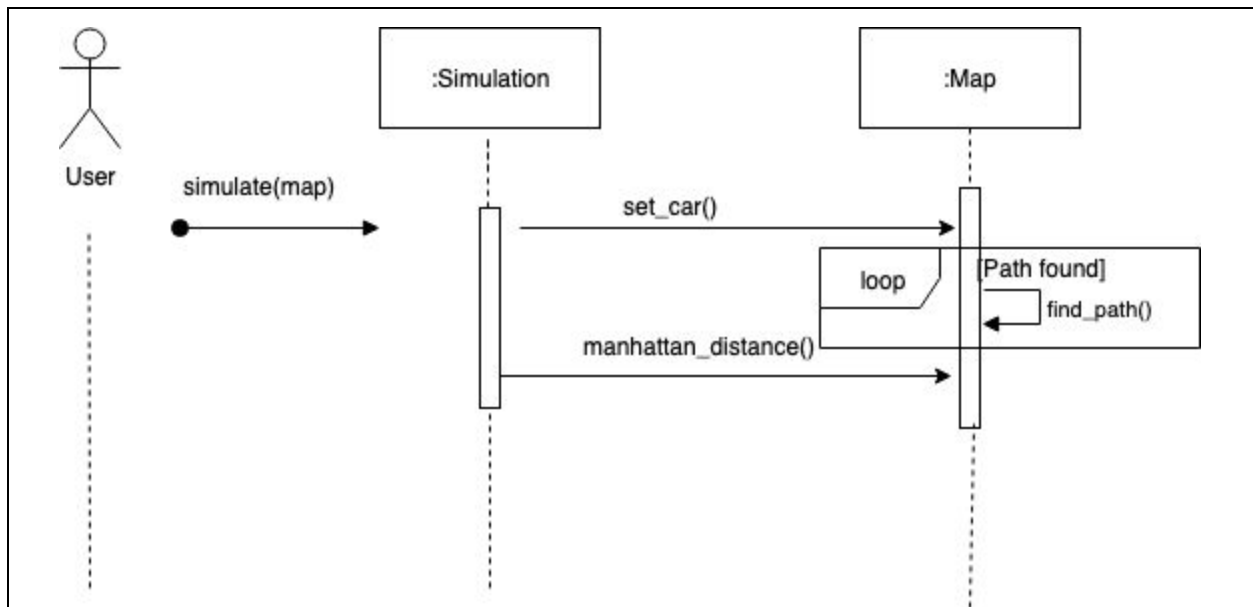 :Simulation
:Map
User
simulate(map)
set_car()
loop
[Path found]
find_path()
manhattan_distance()